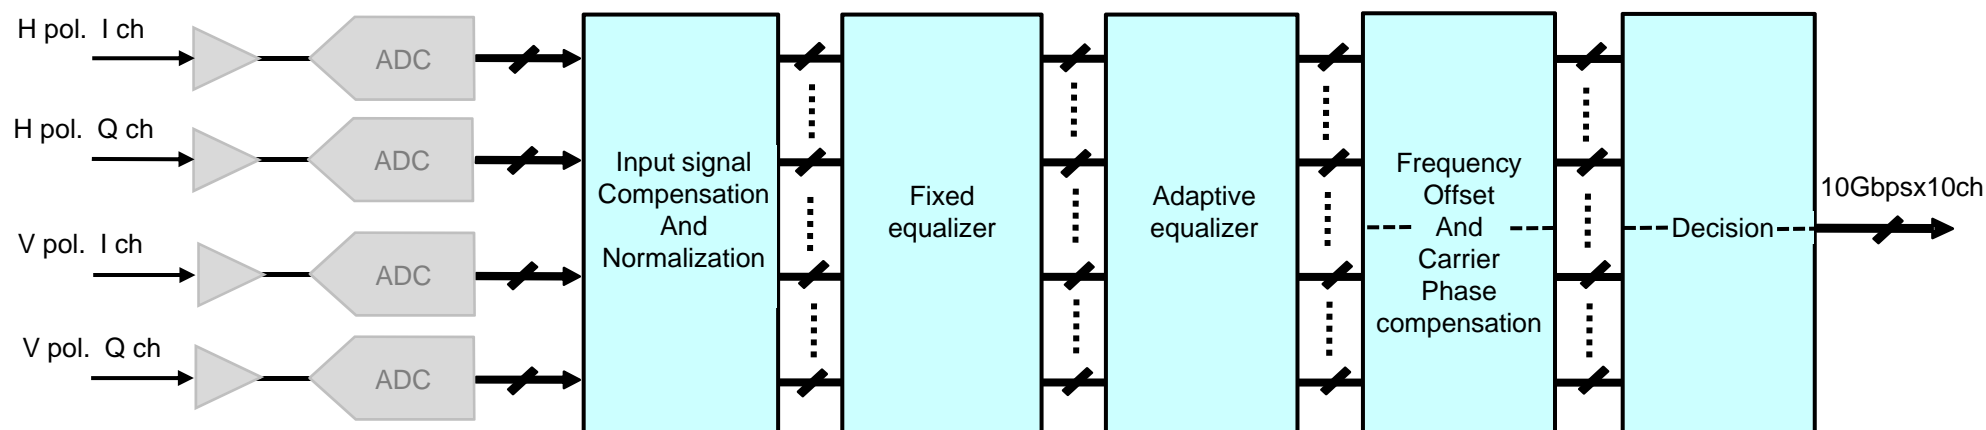 H pol. I ch
ADC
H pol. Q ch
ADC
V pol. I ch
ADC
V pol. Q ch
ADC
Input signal
Compensation
And
Normalization
Fixed
equalizer
Adaptive
equalizer
Frequency
Offset
And
Carrier
Phase
compensation
Decision
10Gbpsx10ch